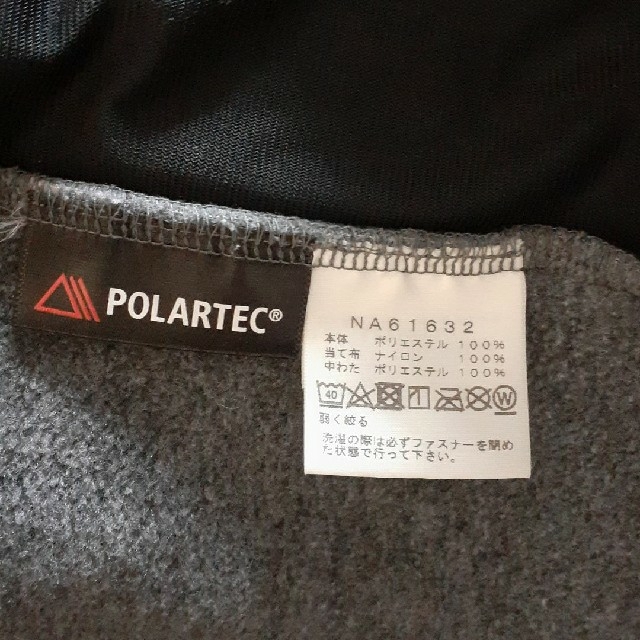 POLARTEC®
NA61632
本体 ポリエステル 100%
当て布 ナイロン 100%
中わた ポリエステル 100%
40 W
弱く絞る
洗濯の際は必ずファスナーを閉め
た状態で行って下さい。